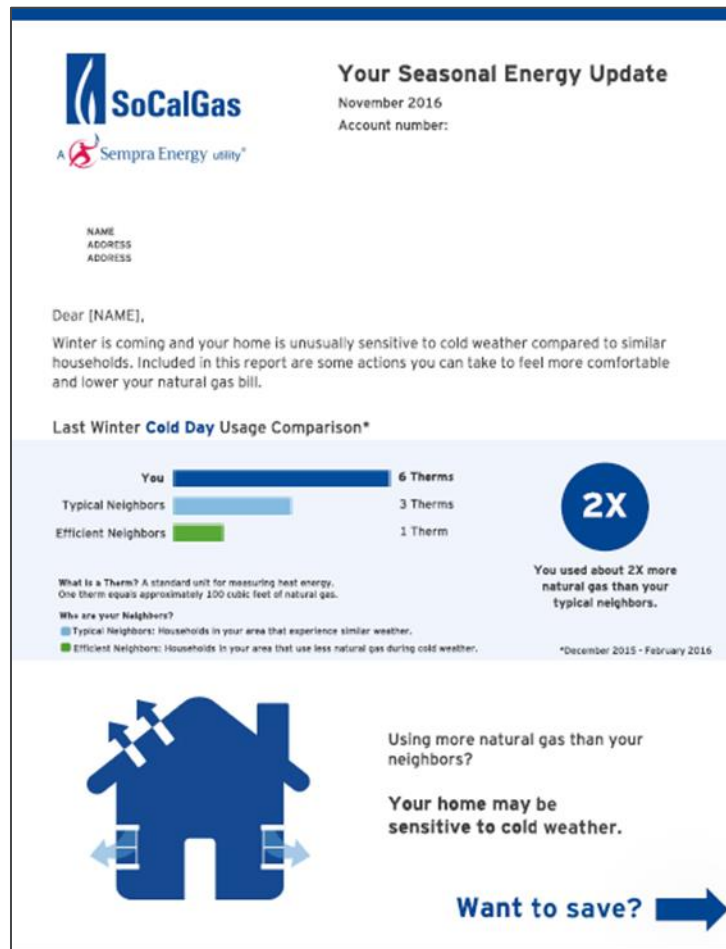 SoCalGas
A Sempra Energy utility®
Your Seasonal Energy Update
November 2016
Account number:
NAME
ADDRESS
ADDRESS
Dear [NAME],
Winter is coming and your home is unusually sensitive to cold weather compared to similar
households. Included in this report are some actions you can take to feel more comfortable
and lower your natural gas bill.
Last Winter Cold Day Usage Comparison*
You 6 Therms
Typical Neighbors 3 Therms
Efficient Neighbors 1 Therm
What is a Therm? A standard unit for measuring heat energy.
One therm equals approximately 100 cubic feet of natural gas.
Who are your Neighbors?
Typical Neighbors: Households in your area that experience similar weather.
Efficient Neighbors: Households in your area that use less natural gas during cold weather.
2X
You used about 2X more
natural gas than your
typical neighbors.
*December 2015 - February 2016
Using more natural gas than your
neighbors?
Your home may be
sensitive to cold weather.
Want to save?